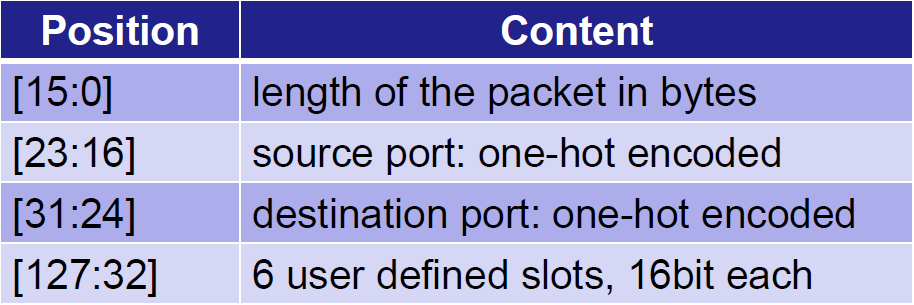 Position Content
[15:0] length of the packet in bytes
[23:16] source port: one-hot encoded
[31:24] destination port: one-hot encoded
[127:32] 6 user defined slots, 16bit each